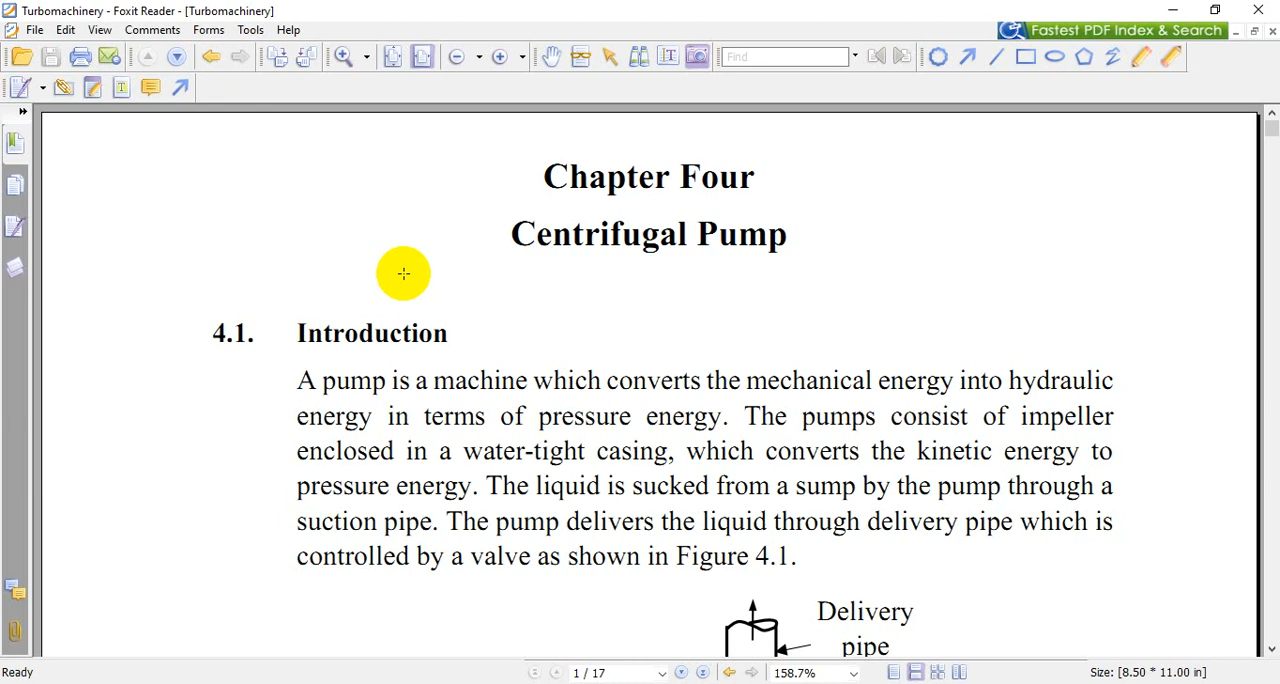 Turbomachinery - Foxit Reader - [Turbomachinery]
File Edit View Comments Forms Tools Help
Fastest PDF Index & Search
Find
Chapter Four
Centrifugal Pump
4.1. Introduction
A pump is a machine which converts the mechanical energy into hydraulic
energy in terms of pressure energy. The pumps consist of impeller
enclosed in a water-tight casing, which converts the kinetic energy to
pressure energy. The liquid is sucked from a sump by the pump through a
suction pipe. The pump delivers the liquid through delivery pipe which is
controlled by a valve as shown in Figure 4.1.
Delivery
pipe
Ready 1 / 17 158.7% Size: [8.50 * 11.00 in]